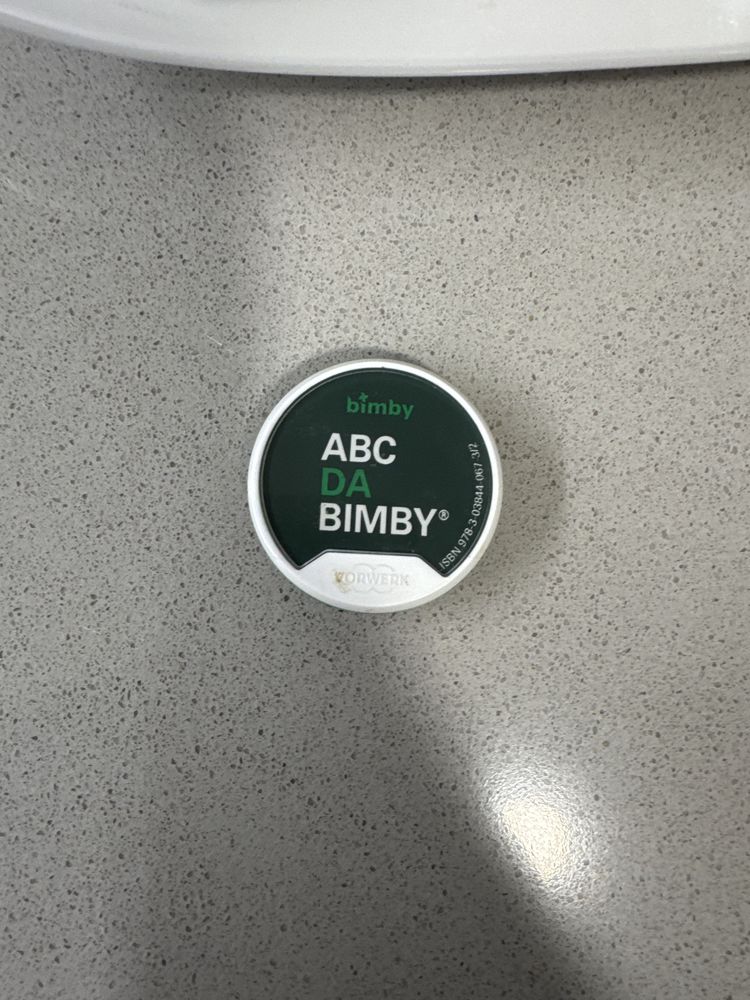 bimby
ABC
DA
BIMBY®
ISBN 978-3-03844-067-3/2
VORWERK